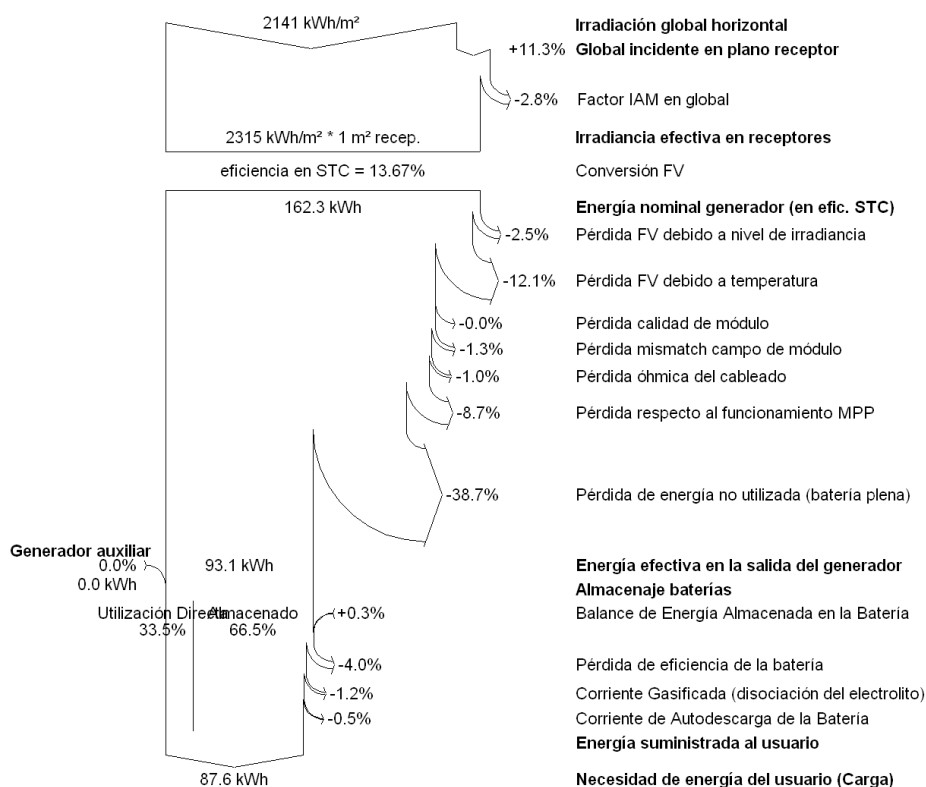 2141 kWh/m²
Irradiación global horizontal
+11.3%
Global incidente en plano receptor
-2.8%
Factor IAM en global
2315 kWh/m² * 1 m² recep.
Irradiancia efectiva en receptores
eficiencia en STC = 13.67%
Conversión FV
162.3 kWh
Energía nominal generador (en efic. STC)
-2.5%
Pérdida FV debido a nivel de irradiancia
-12.1%
Pérdida FV debido a temperatura
-0.0%
Pérdida calidad de módulo
-1.3%
Pérdida mismatch campo de módulo
-1.0%
Pérdida óhmica del cableado
-8.7%
Pérdida respecto al funcionamiento MPP
-38.7%
Pérdida de energía no utilizada (batería plena)
Generador auxiliar
0.0%
0.0 kWh
93.1 kWh
Energía efectiva en la salida del generador
Almacenaje baterías
Utilización Directa
33.5%
Almacenado
66.5%
+0.3%
Balance de Energía Almacenada en la Batería
-4.0%
Pérdida de eficiencia de la batería
-1.2%
Corriente Gasificada (disociación del electrolito)
-0.5%
Corriente de Autodescarga de la Batería
Energía suministrada al usuario
87.6 kWh
Necesidad de energía del usuario (Carga)